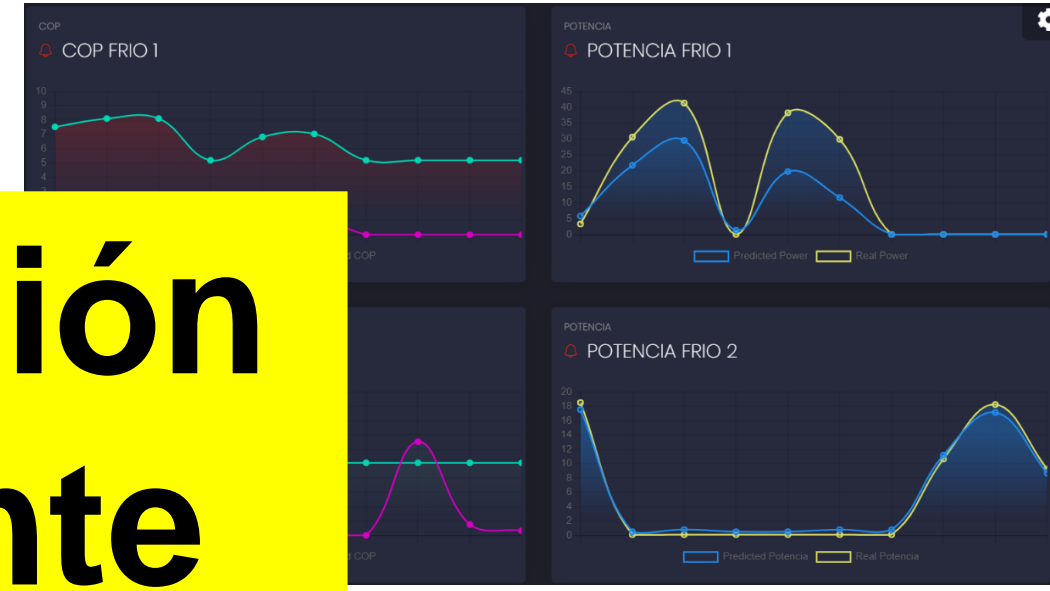 COP
COP FRIO 1
10
9
8
7
6
5
4
COP
POTENCIA
POTENCIA FRIO 1
45
40
35
30
25
20
15
10
5
0
Predicted Power
Real Power
ión
nte
COP
POTENCIA
POTENCIA FRIO 2
20
18
16
14
12
10
8
6
4
2
0
Predicted Potencia
Real Potencia